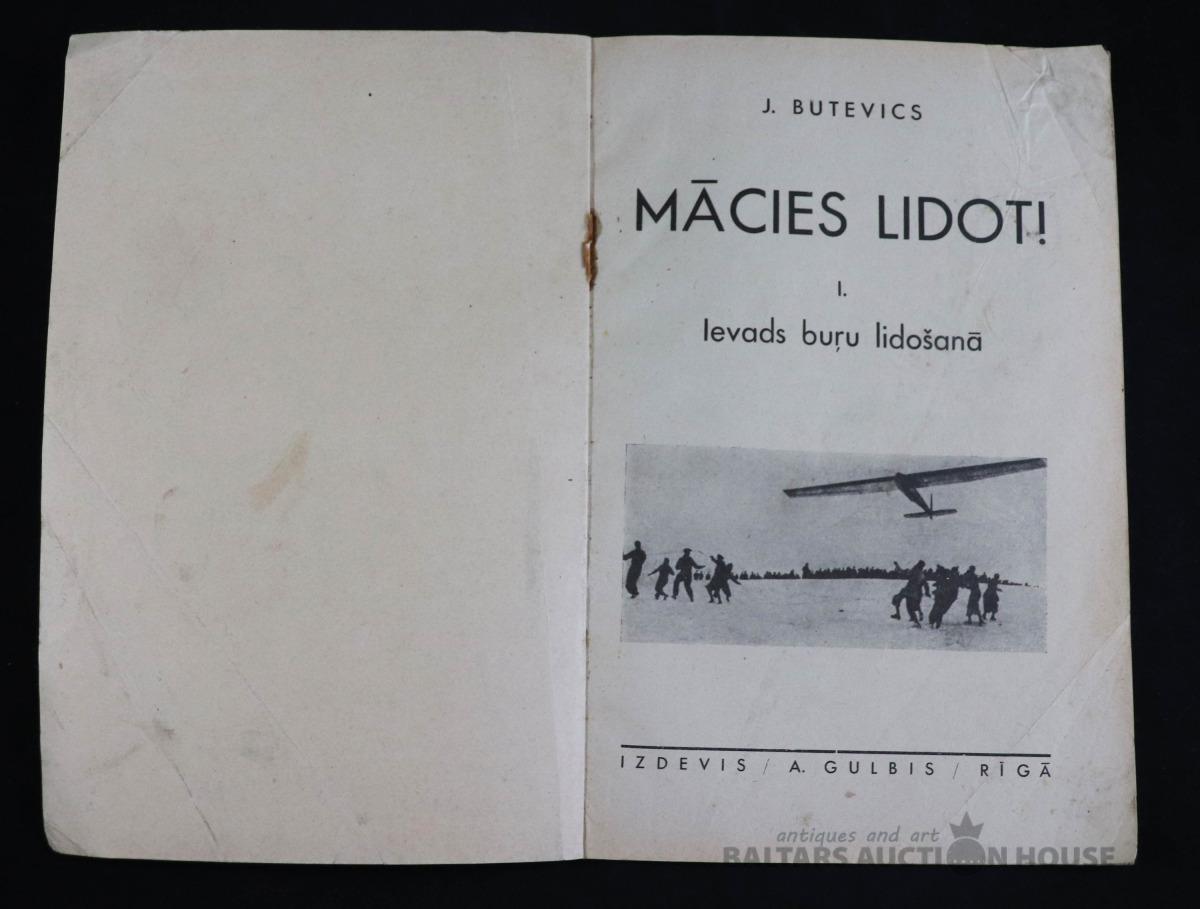 J. BUTEVICS
MĀCIES LIDOT!
I.
Ievads buŗu lidošanā
IZDEVIS / A. GULBIS / RĪGĀ
antiques and art
BALTARS AUCTION HOUSE